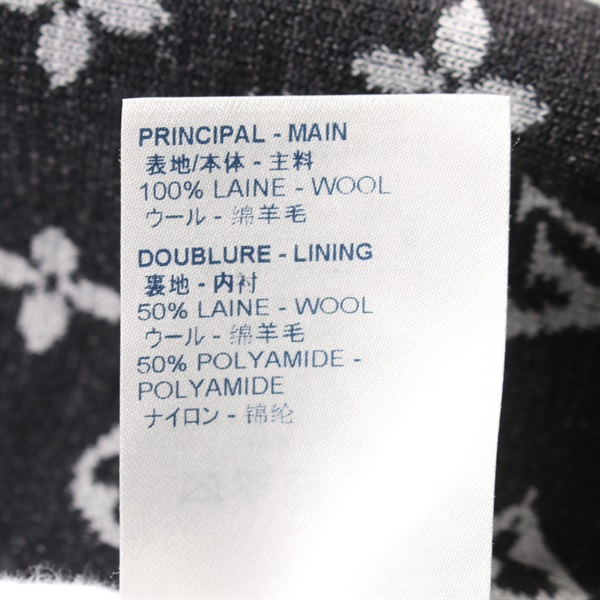 PRINCIPAL - MAIN
表地/本体 - 主料
100% LAINE - WOOL
ウール - 绵羊毛
DOUBLURE - LINING
裏地 - 内衬
50% LAINE - WOOL
ウール - 绵羊毛
50% POLYAMIDE -
POLYAMIDE
ナイロン - 锦纶